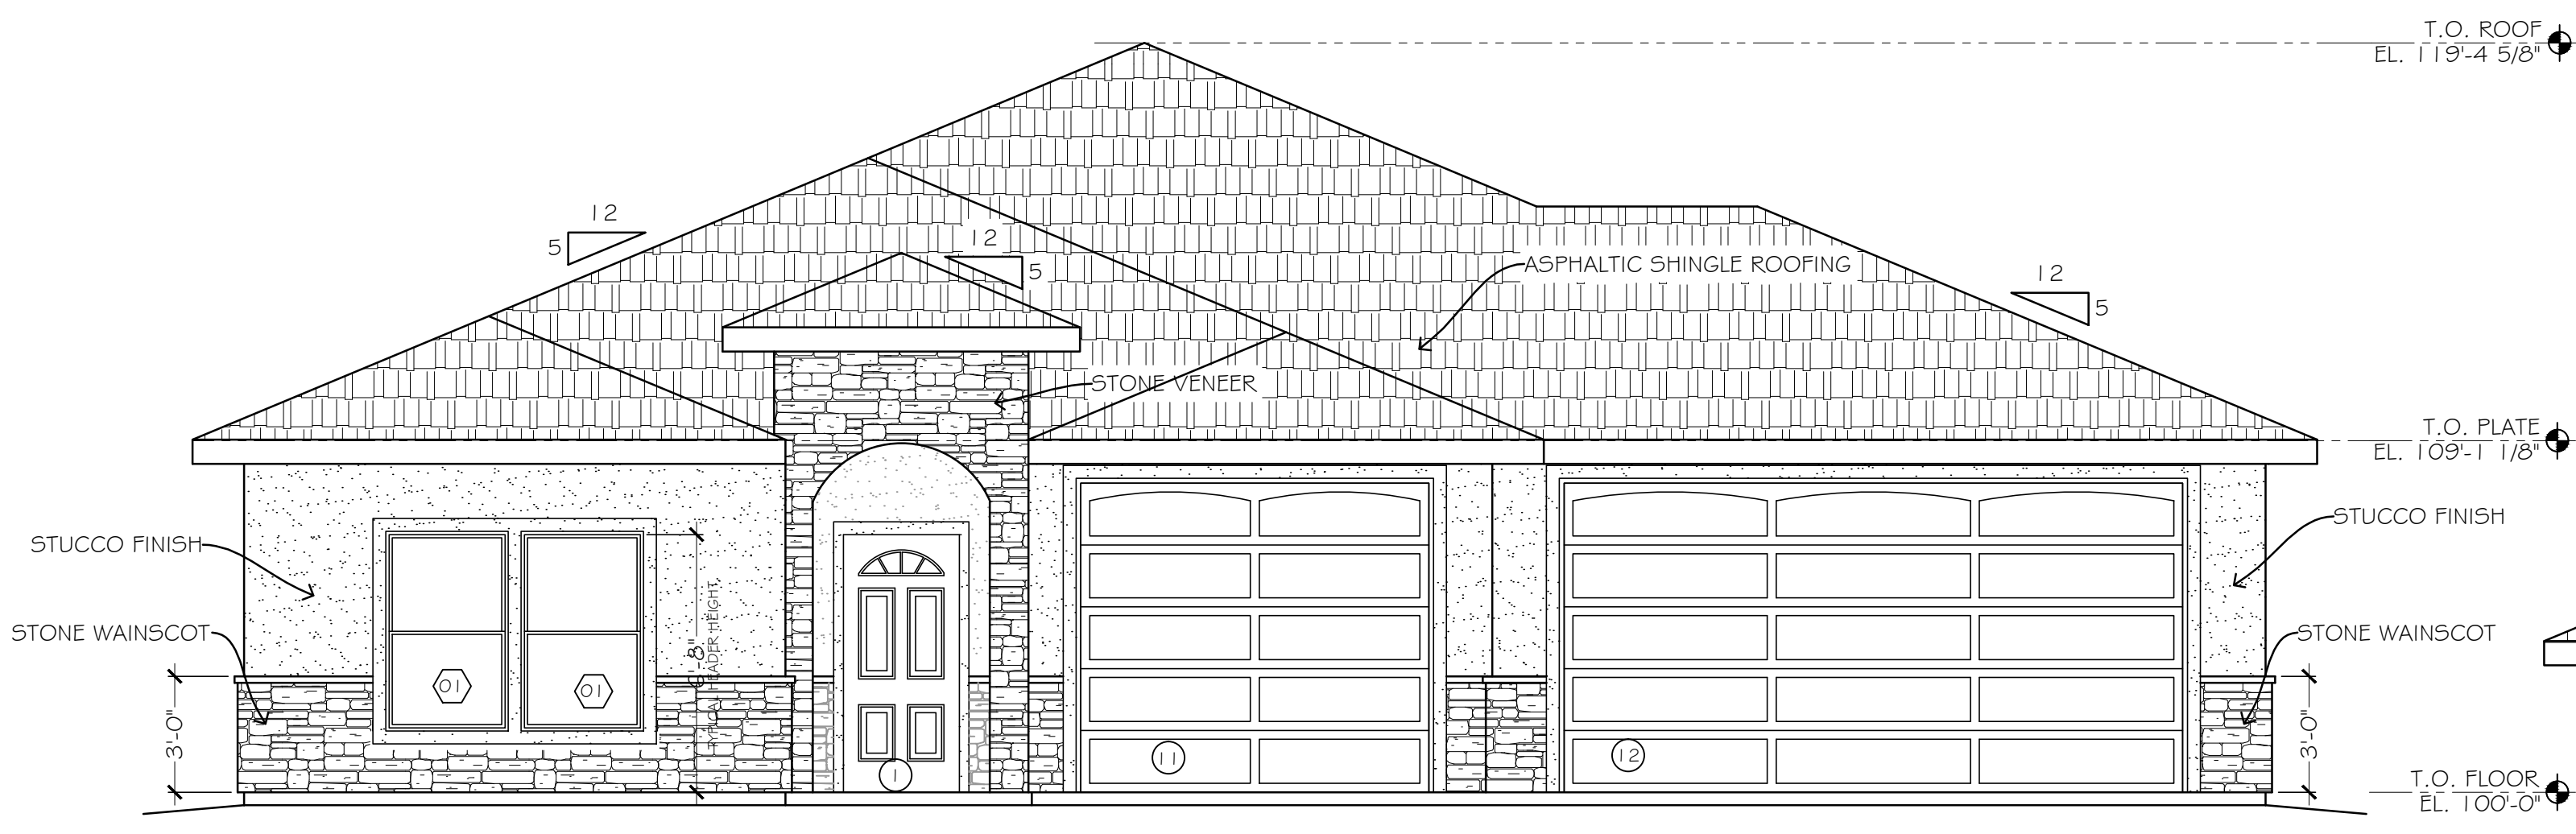 T.O. ROOF
EL. 119'-4 5/8"
12
5
12
5
ASPHALTIC SHINGLE ROOFING
12
5
STONE VENEER
T.O. PLATE
EL. 109'-1 1/8"
STUCCO FINISH
STUCCO FINISH
STONE WAINSCOT
6'-8"
TYPICAL HEADER HEIGHT
STONE WAINSCOT
01
01
3'-0"
3'-0"
1
11
12
T.O. FLOOR
EL. 100'-0"